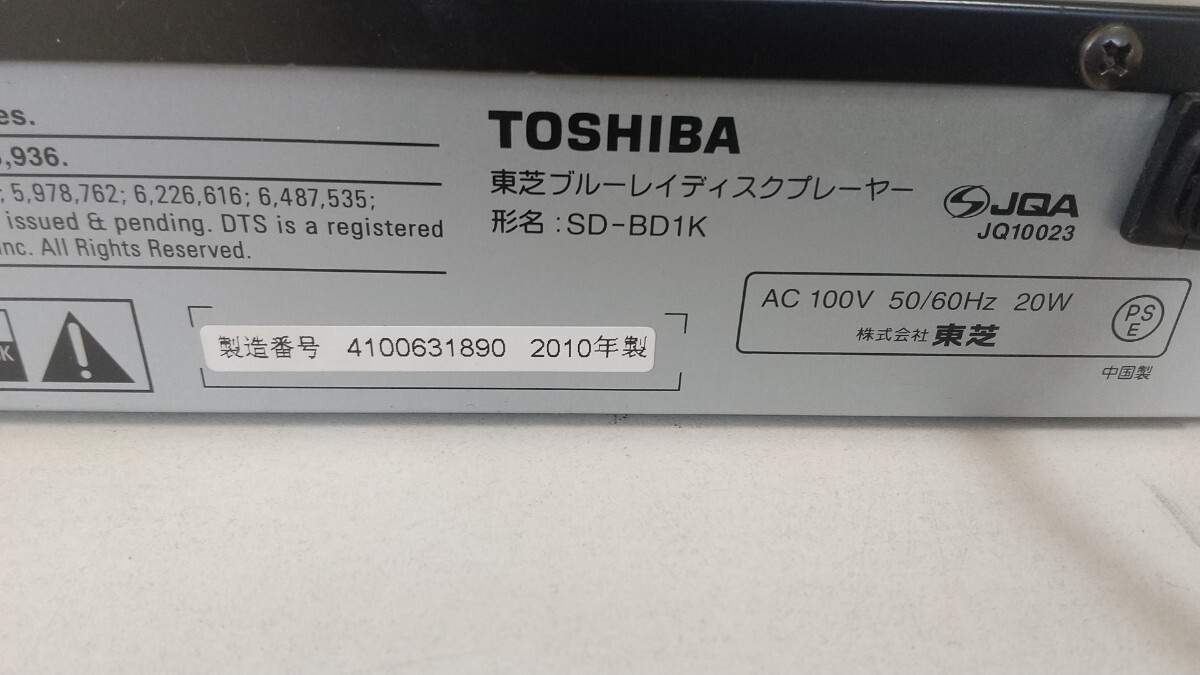 es.
,936.
; 5,978,762; 6,226,616; 6,487,535;
issued & pending. DTS is a registered
nc. All Rights Reserved.
K
TOSHIBA
東芝ブルーレイディスクプレーヤー
形名:SD-BD1K
JQA
JQ10023
製造番号 4100631890 2010年製
AC 100V 50/60Hz 20W
株式会社 東芝
PS
E
中国製